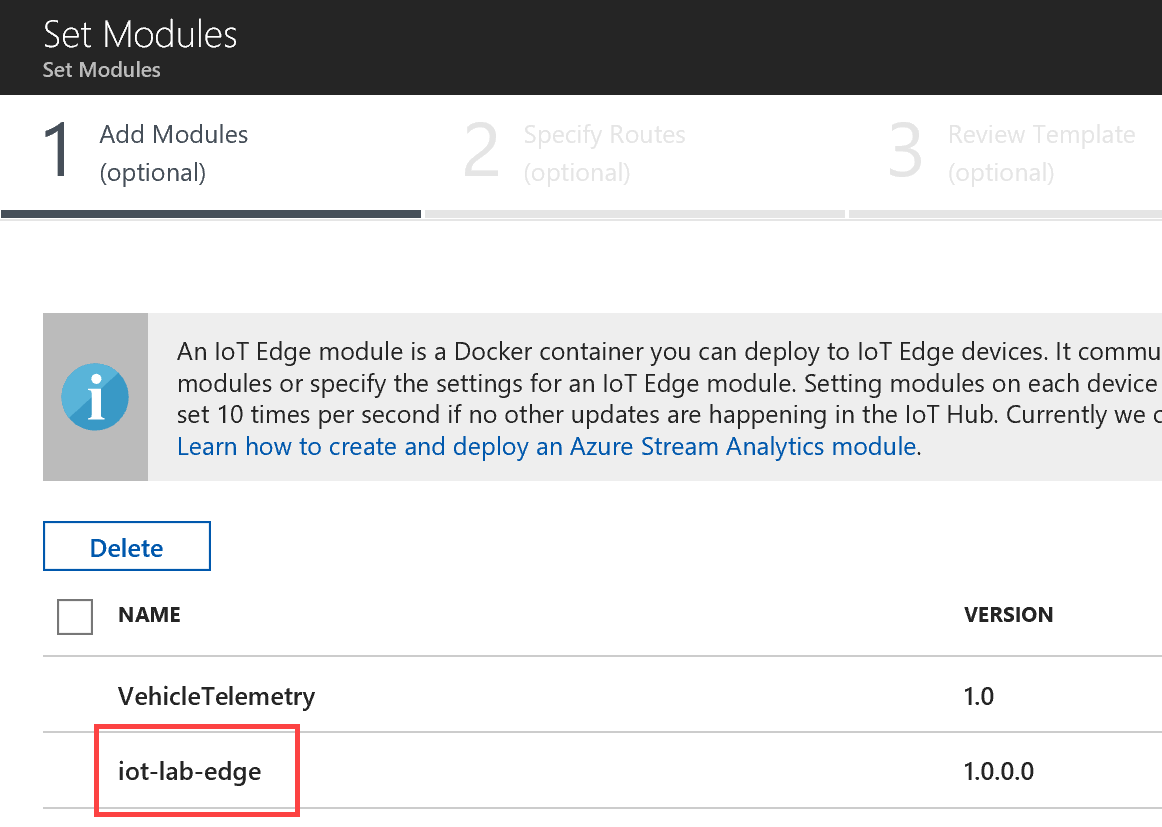 Set Modules
Set Modules
1 Add Modules (optional)
2 Specify Routes (optional)
3 Review Template (optional)
An IoT Edge module is a Docker container you can deploy to IoT Edge devices. It commu
modules or specify the settings for an IoT Edge module. Setting modules on each device
set 10 times per second if no other updates are happening in the IoT Hub. Currently we c
Learn how to create and deploy an Azure Stream Analytics module.
Delete
NAME VERSION
VehicleTelemetry 1.0
iot-lab-edge 1.0.0.0